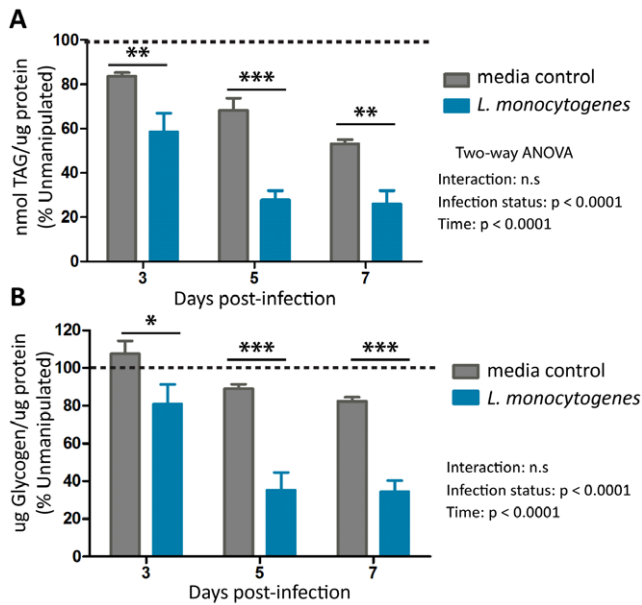 A
nmol TAG/ug protein
(% Unmanipulated)
100
80
60
40
20
0
**
***
**
3
5
7
Days post-infection
media control
L. monocytogenes
Two-way ANOVA
Interaction: n.s
Infection status: p < 0.0001
Time: p < 0.0001
B
ug Glycogen/ug protein
(% Unmanipulated)
120
100
80
60
40
20
0
*
***
***
3
5
7
Days post-infection
media control
L. monocytogenes
Interaction: n.s
Infection status: p < 0.0001
Time: p < 0.0001